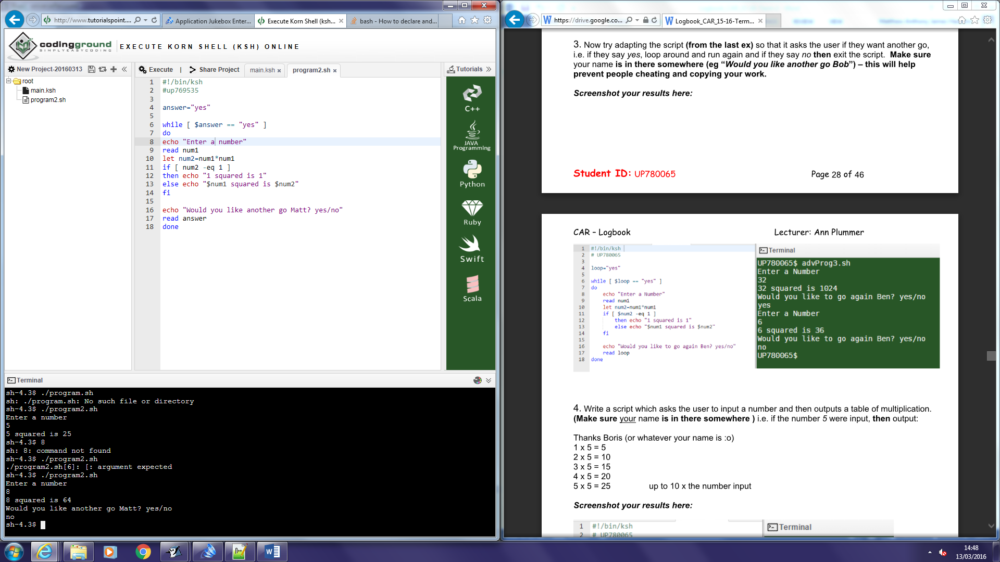 http://www.tutorialspoint....
Application Jukebox Enter...
Execute Korn Shell (ksh...
bash - How to declare and...
codingground
SIMPLYEASYCODING
EXECUTE KORN SHELL (KSH) ONLINE
New Project-20160313
root
main.ksh
program2.sh
Execute | Share Project
main.ksh x
program2.sh x
Tutorials
1 #!/bin/ksh
2 #up769535
3
4 answer="yes"
5
6 while [ $answer == "yes" ]
7 do
8 echo "Enter a number"
9 read num1
10 let num2=num1*num1
11 if [ num2 -eq 1 ]
12 then echo "1 squared is 1"
13 else echo "$num1 squared is $num2"
14 fi
15
16 echo "Would you like another go Matt? yes/no"
17 read answer
18 done
C++
JAVA
Programming
Python
Ruby
Swift
Scala
Terminal
sh-4.3$ ./program.sh
sh: ./program.sh: No such file or directory
sh-4.3$ ./program2.sh
Enter a number
5
5 squared is 25
sh-4.3$ 8
sh: 8: command not found
sh-4.3$ ./program2.sh
./program2.sh[6]: [: argument expected
sh-4.3$ ./program2.sh
Enter a number
8
8 squared is 64
Would you like another go Matt? yes/no
no
sh-4.3$
https://drive.google.co...
Logbook_CAR_15-16-Term...
3. Now try adapting the script (from the last ex) so that it asks the user if they want another go,
i.e. if they say yes, loop around and run again and if they say no then exit the script. Make sure
your name is in there somewhere (eg “Would you like another go Bob”) – this will help
prevent people cheating and copying your work.
Screenshot your results here:
Student ID: UP780065
Page 28 of 46
CAR – Logbook
Lecturer: Ann Plummer
1 #!/bin/ksh
2 # UP780065
3
4 loop="yes"
5
6 while [ $loop == "yes" ]
7 do
8 echo "Enter a Number"
9 read num1
10 let num2=num1*num1
11 if [ $num2 -eq 1 ]
12 then echo "1 squared is 1"
13 else echo "$num1 squared is $num2"
14 fi
15
16 echo "Would you like to go again Ben? yes/no"
17 read loop
18 done
Terminal
UP780065$ advProg3.sh
Enter a Number
32
32 squared is 1024
Would you like to go again Ben? yes/no
yes
Enter a Number
6
6 squared is 36
Would you like to go again Ben? yes/no
no
UP780065$
4. Write a script which asks the user to input a number and then outputs a table of multiplication.
(Make sure your name is in there somewhere ) i.e. if the number 5 were input, then output:
Thanks Boris (or whatever your name is :o)
1 x 5 = 5
2 x 5 = 10
3 x 5 = 15
4 x 5 = 20
5 x 5 = 25 up to 10 x the number input
Screenshot your results here:
1 #!/bin/ksh
2 # UP780065
Terminal
14:48
13/03/2016